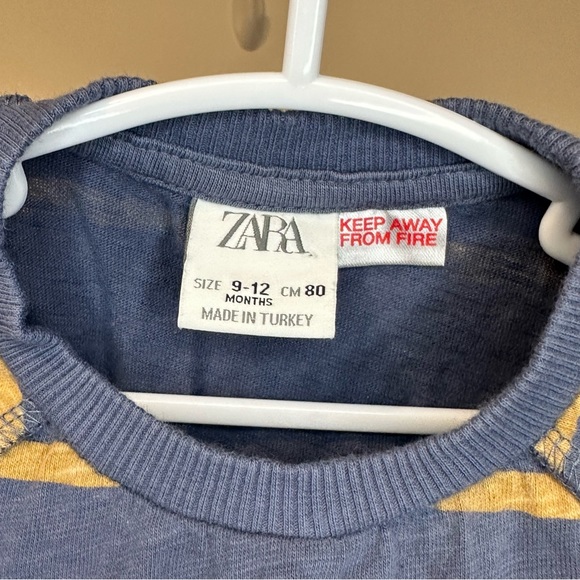 ZARA
SIZE 9-12 CM 80
MONTHS
MADE IN TURKEY
KEEP AWAY
FROM FIRE